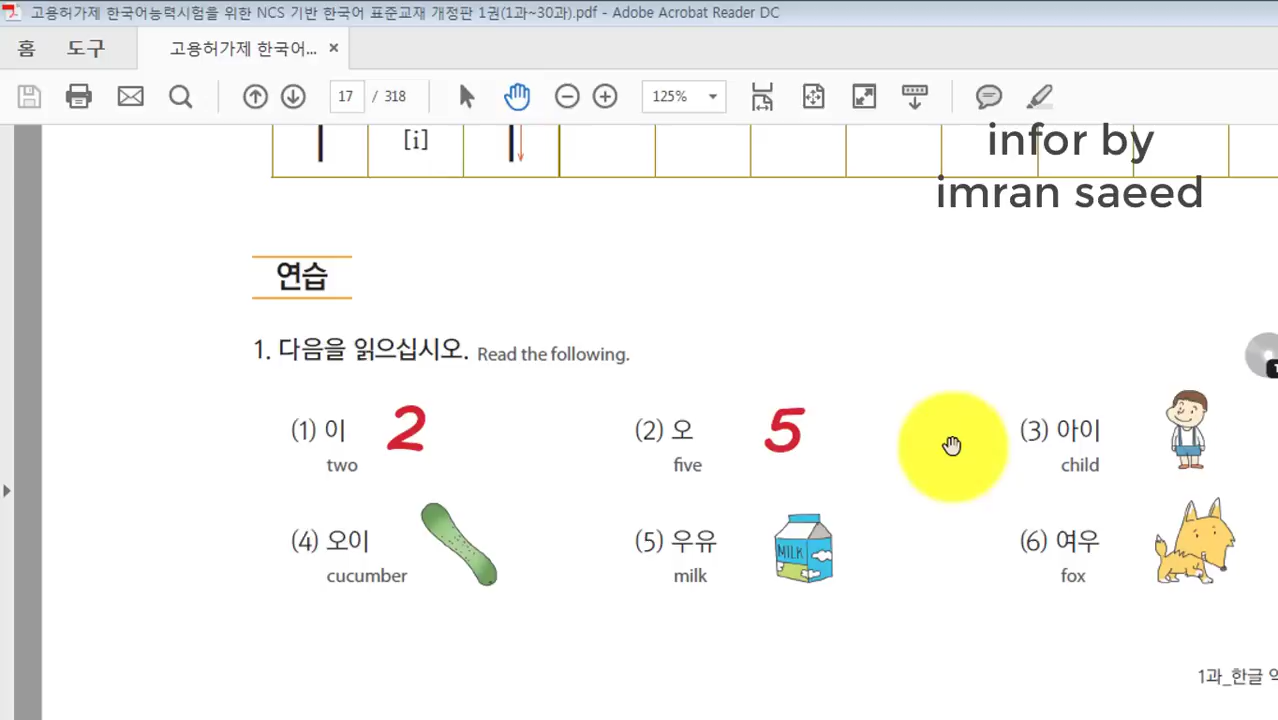 고용허가제 한국어능력시험을 위한 NCS 기반 한국어 표준교재 개정판 1권(1과~30과).pdf - Adobe Acrobat Reader DC
홈 도구 고용허가제 한국어... ×
17 / 318 125%
ㅣ [i] ㅣ
infor by
imran saeed
연습
1. 다음을 읽으십시오. Read the following.
(1) 이 2 (2) 오 5 (3) 아이
two five child
(4) 오이 (5) 우유 MILK (6) 여우
cucumber milk fox
1과_한글